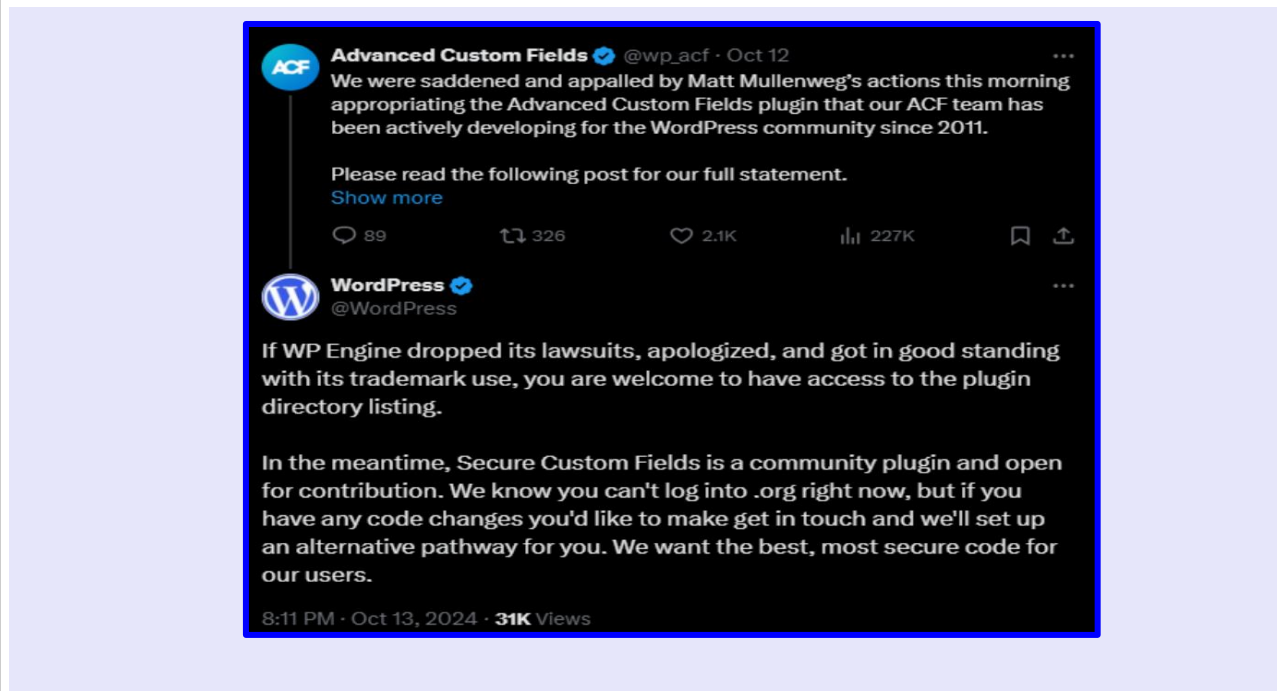 ACF
Advanced Custom Fields @wp_acf · Oct 12
We were saddened and appalled by Matt Mullenweg’s actions this morning
appropriating the Advanced Custom Fields plugin that our ACF team has
been actively developing for the WordPress community since 2011.
Please read the following post for our full statement.
Show more
89 326 2.1K 227K
WordPress
@WordPress
If WP Engine dropped its lawsuits, apologized, and got in good standing
with its trademark use, you are welcome to have access to the plugin
directory listing.
In the meantime, Secure Custom Fields is a community plugin and open
for contribution. We know you can't log into .org right now, but if you
have any code changes you'd like to make get in touch and we'll set up
an alternative pathway for you. We want the best, most secure code for
our users.
8:11 PM · Oct 13, 2024 · 31K Views